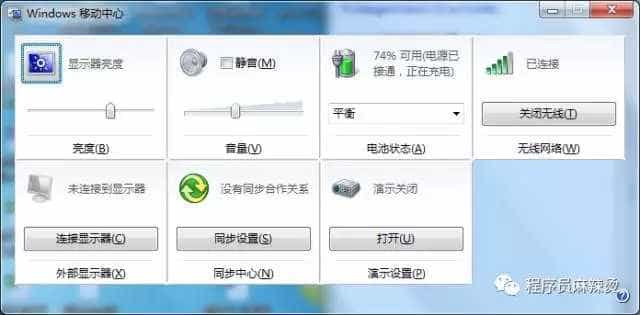 Windows 移动中心
显示器亮度
亮度(B)
静音(M)
音量(V)
74% 可用(电源已
接通，正在充电)
平衡
电池状态(A)
已连接
关闭无线(T)
无线网络(W)
未连接到显示器
连接显示器(C)
外部显示器(X)
没有同步合作关系
同步设置(S)
同步中心(N)
演示关闭
打开(U)
演示设置(P)
程序员麻辣烫